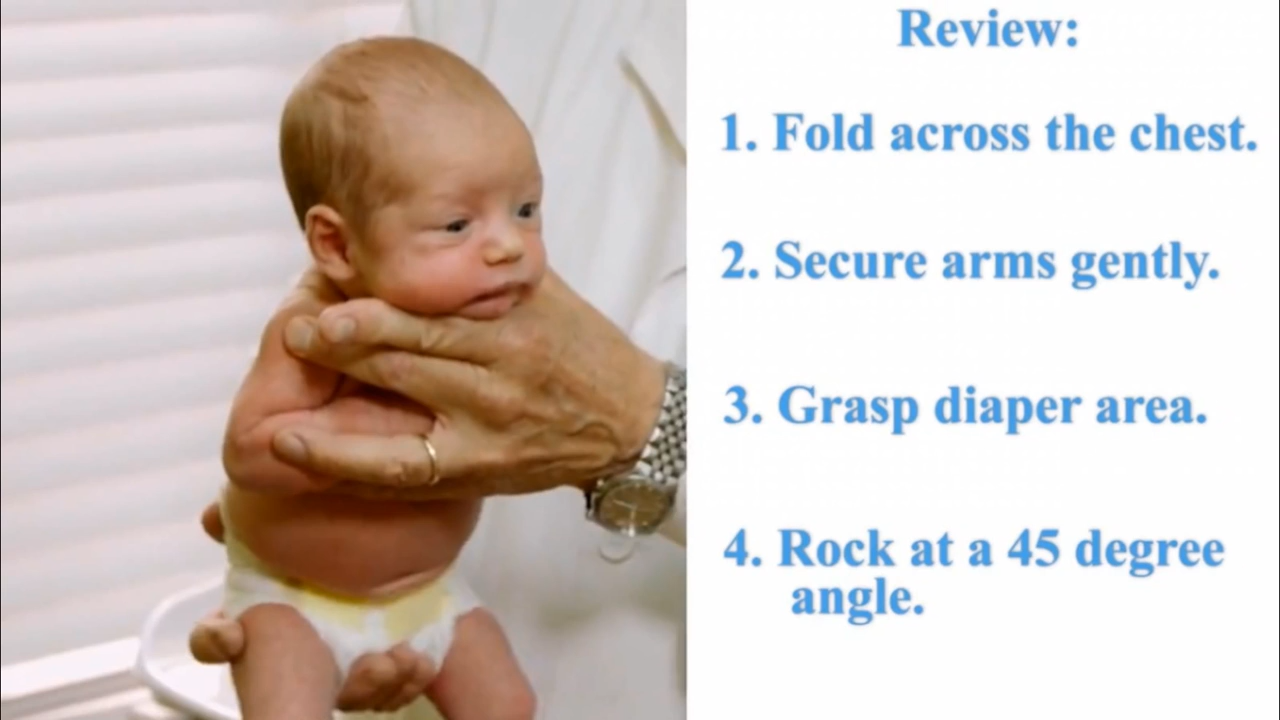 Review:
1. Fold across the chest.
2. Secure arms gently.
3. Grasp diaper area.
4. Rock at a 45 degree
angle.